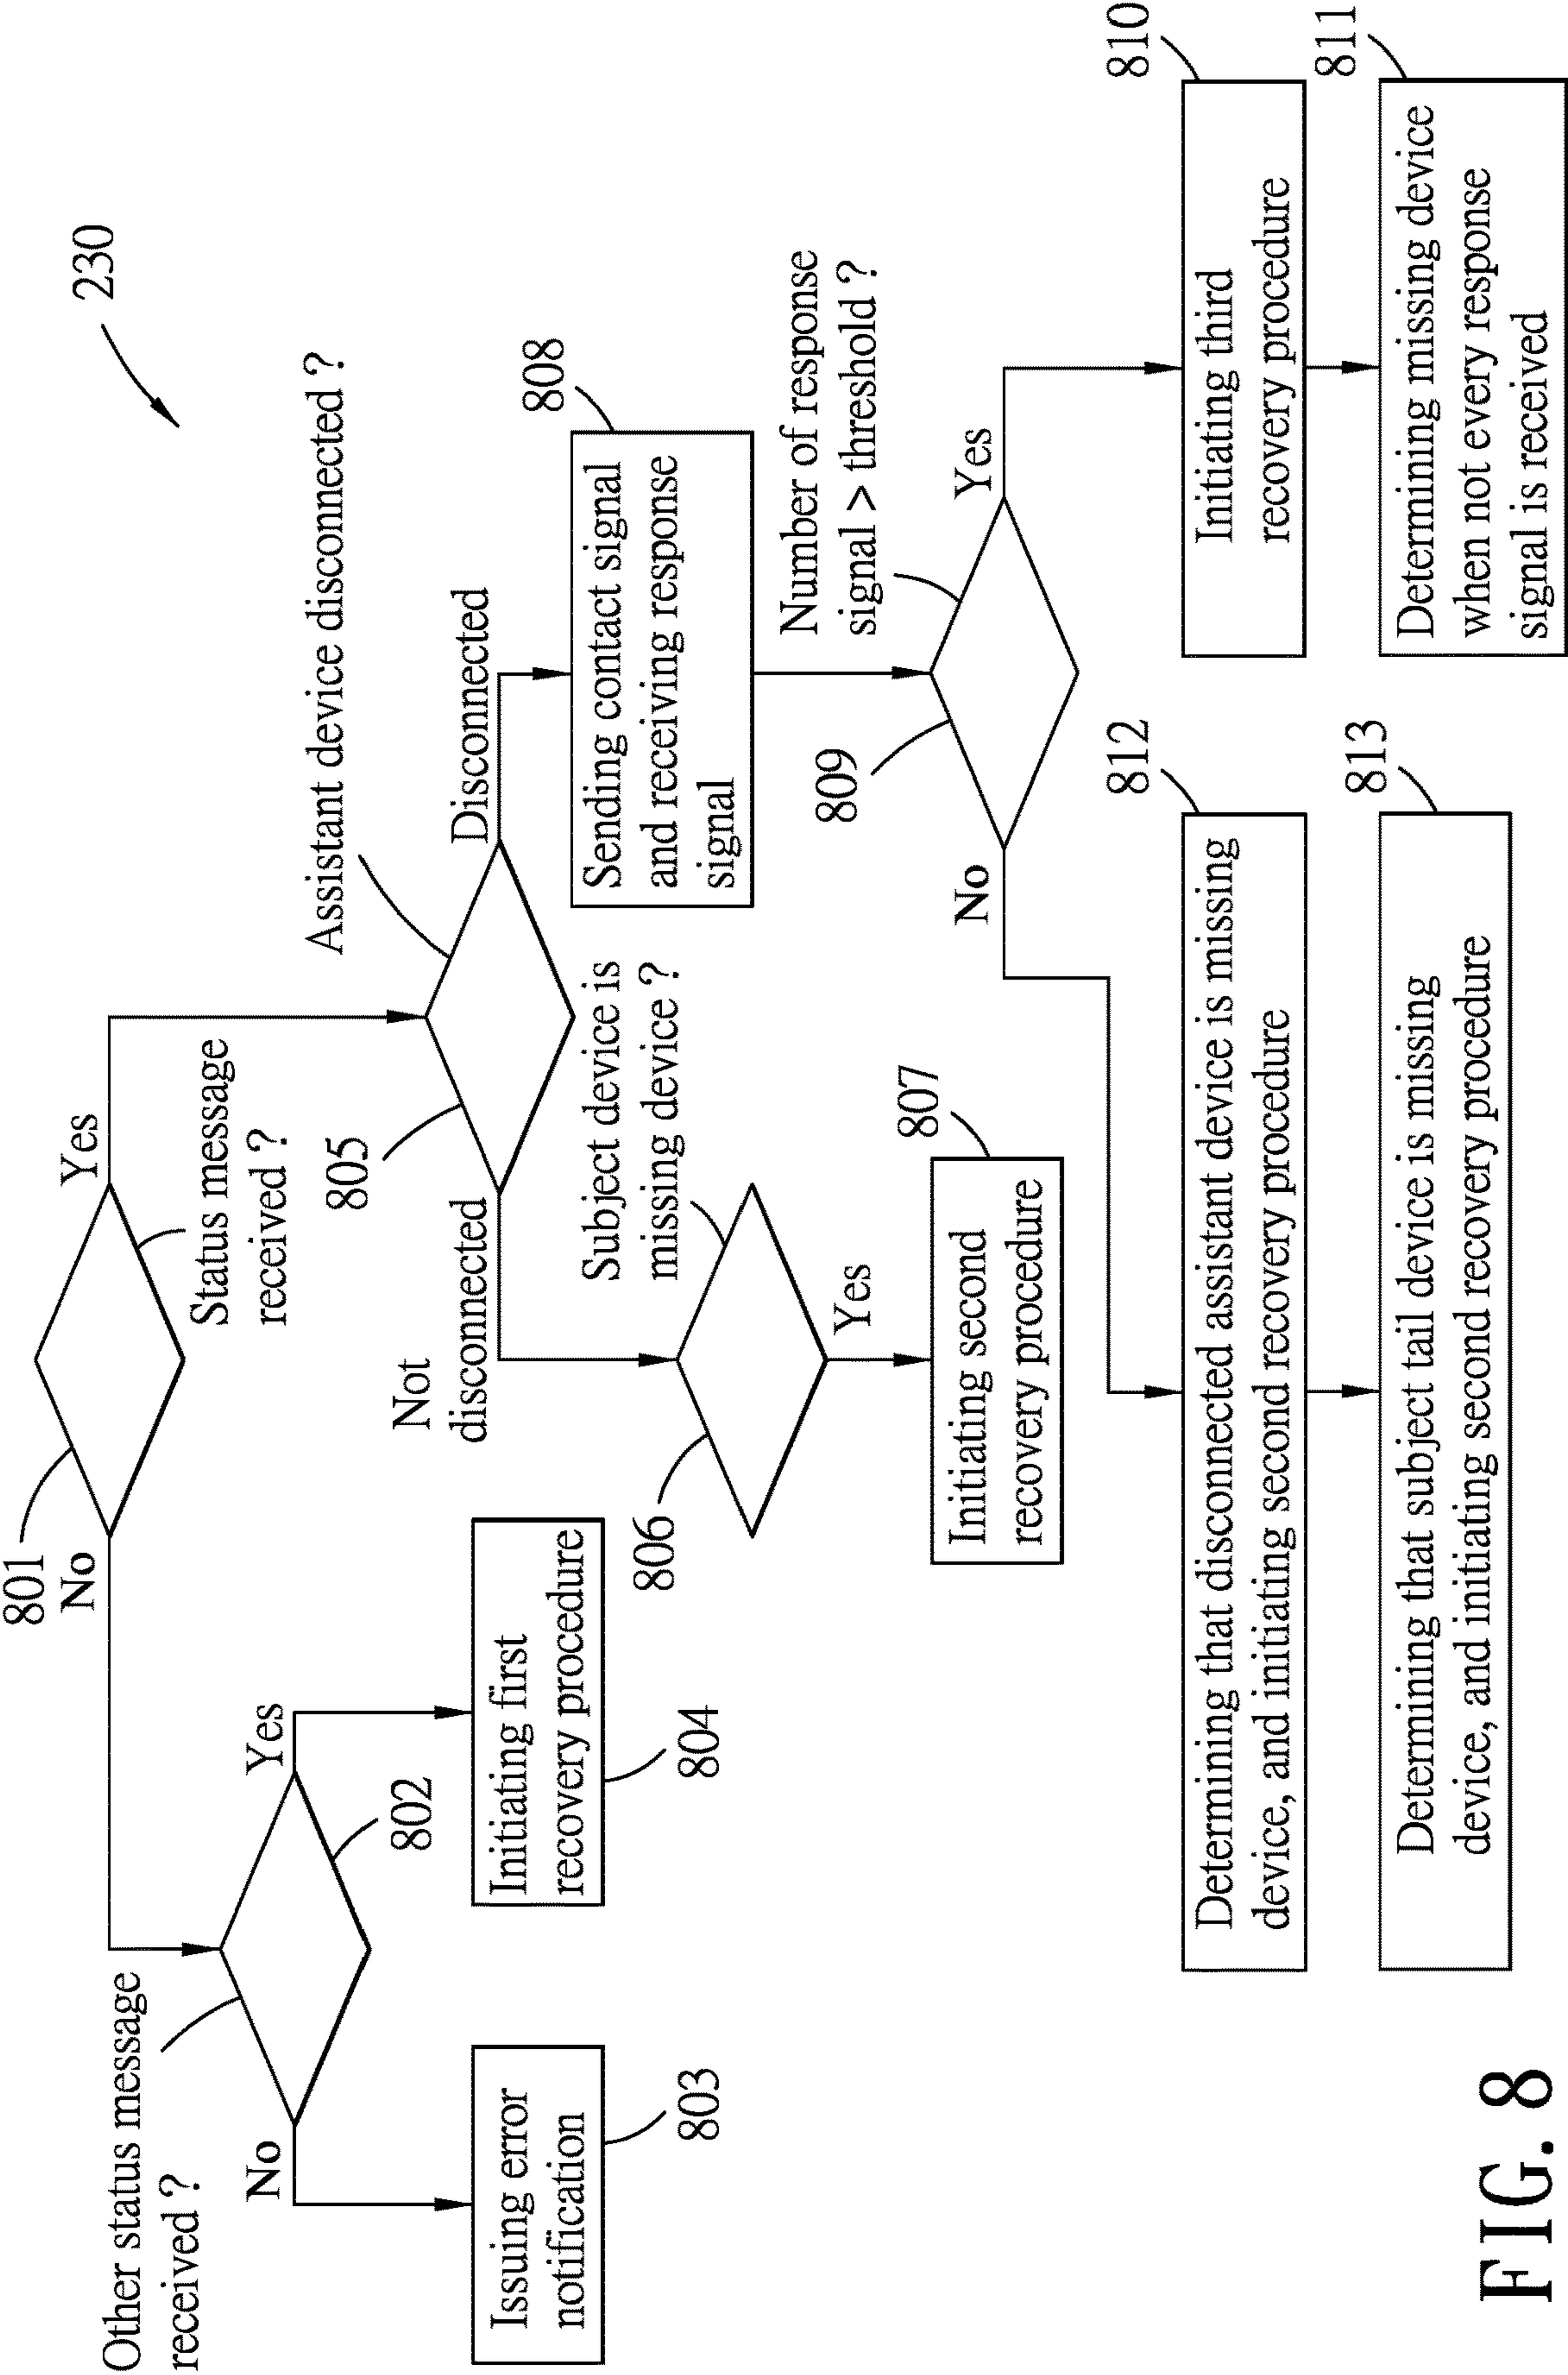 230
801
No
Yes
Status message
received ?
Other status message
received ?
No
Yes
802
Issuing error
notification
803
Initiating first
recovery procedure
804
Assistant device disconnected ?
805
Not
disconnected
Disconnected
Subject device is
missing device ?
806
Yes
Initiating second
recovery procedure
807
808
Sending contact signal
and receiving response
signal
Number of response
signal > threshold ?
809
No
Yes
810
Initiating third
recovery procedure
811
Determining missing device
when not every response
signal is received
812
Determining that disconnected assistant device is missing
device, and initiating second recovery procedure
813
Determining that subject tail device is missing
device, and initiating second recovery procedure
FIG. 8